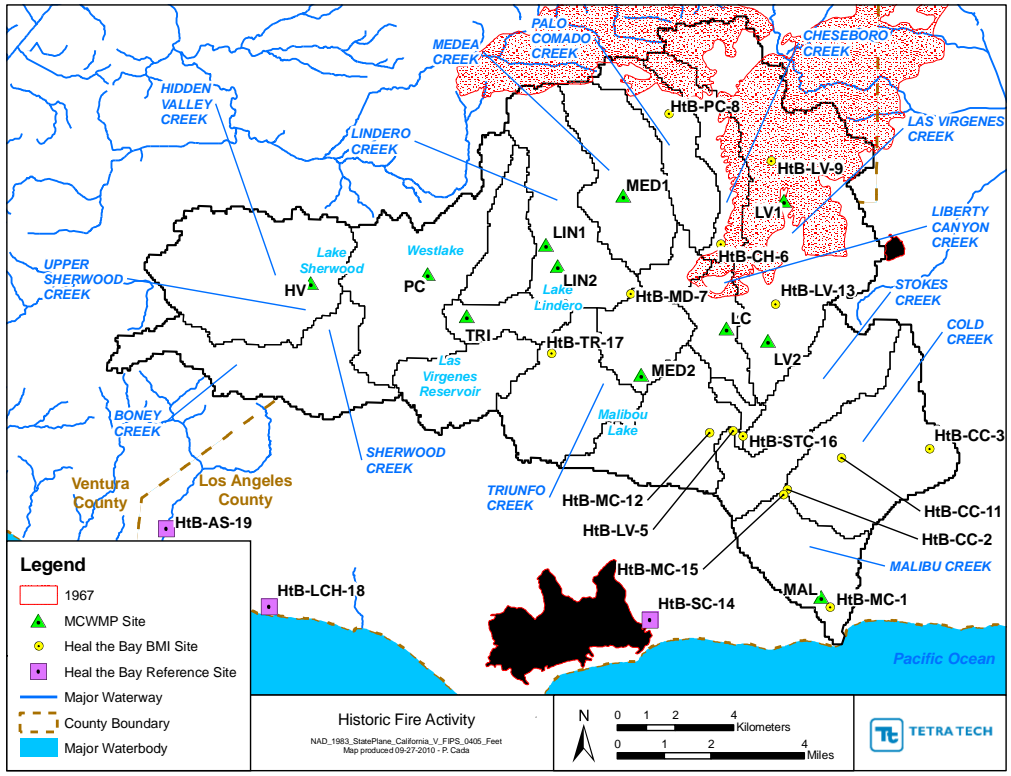 PALO
COMADO
CREEK
MEDEA
CREEK
CHESEBORO
CREEK
HIDDEN
VALLEY
CREEK
HtB-PC-8
LAS VIRGENES
CREEK
LINDERO
CREEK
HtB-LV-9
MED1
LV1
LIBERTY
CANYON
CREEK
LIN1
Lake
Sherwood
Westlake
HtB-CH-6
UPPER
SHERWOOD
CREEK
HV
PC
LIN2
Lake
Lindero
HtB-MD-7
HtB-LV-13
STOKES
CREEK
LC
COLD
CREEK
TRI
HtB-TR-17
LV2
Las
Virgenes
Reservoir
MED2
BONEY
CREEK
Malibou
Lake
HtB-CC-3
HtB-STC-16
SHERWOOD
CREEK
Ventura
County
Los Angeles
County
TRIUNFO
CREEK
HtB-MC-12
HtB-CC-11
HtB-LV-5
HtB-AS-19
HtB-CC-2
HtB-MC-15
MALIBU CREEK
HtB-LCH-18
HtB-SC-14
MAL
HtB-MC-1
Pacific Ocean
Legend
1967
MCWMP Site
Heal the Bay BMI Site
Heal the Bay Reference Site
Major Waterway
County Boundary
Major Waterbody
Historic Fire Activity
NAD_1983_StatePlane_California_V_FIPS_0405_Feet
Map produced 09-27-2010 - P. Cada
N
0 1 2 4
Kilometers
0 1 2 4
Miles
Tt TETRA TECH